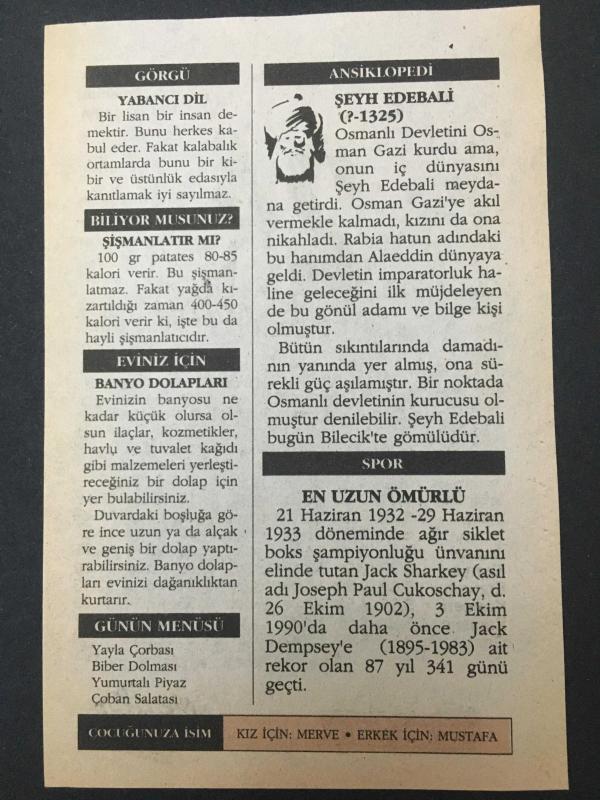 GÖRGÜ
YABANCI DİL
Bir lisan bir insan de-
mektir. Bunu herkes ka-
bul eder. Fakat kalabalık
ortamlarda bunu bir ki-
bir ve üstünlük edasıyla
kanıtlamak iyi sayılmaz.
BİLİYOR MUSUNUZ?
ŞİŞMANLATIR MI?
100 gr patates 80-85
kalori verir. Bu şişman-
latmaz. Fakat yağda kı-
zartıldığı zaman 400-450
kalori verir ki, işte bu da
hayli şişmanlatıcıdır.
EVİNİZ İÇİN
BANYO DOLAPLARI
Evinizin banyosu ne
kadar küçük olursa ol-
sun ilaçlar, kozmetikler,
havlu ve tuvalet kağıdı
gibi malzemeleri yerleşti-
receğiniz bir dolap için
yer bulabilirsiniz.
Duvardaki boşluğa gö-
re ince uzun ya da alçak
ve geniş bir dolap yaptı-
rabilirsiniz. Banyo dolap-
ları evinizi dağınıklıktan
kurtarır.
GÜNÜN MENÜSÜ
Yayla Çorbası
Biber Dolması
Yumurtalı Piyaz
Çoban Salatası
ANSİKLOPEDİ
ŞEYH EDEBALİ
(?-1325)
Osmanlı Devletini Os-
man Gazi kurdu ama,
onun iç dünyasını
Şeyh Edebali meyda-
na getirdi. Osman Gazi'ye akıl
vermekle kalmadı, kızını da ona
nikahladı. Rabia hatun adındaki
bu hanımdan Alaeddin dünyaya
geldi. Devletin imparatorluk ha-
line geleceğini ilk müjdeleyen
de bu gönül adamı ve bilge kişi
olmuştur.
Bütün sıkıntılarında damadı-
nın yanında yer almış, ona sü-
rekli güç aşılamıştır. Bir noktada
Osmanlı devletinin kurucusu ol-
muştur denilebilir. Şeyh Edebali
bugün Bilecik'te gömülüdür.
SPOR
EN UZUN ÖMÜRLÜ
21 Haziran 1932 -29 Haziran
1933 döneminde ağır siklet
boks şampiyonluğu ünvanını
elinde tutan Jack Sharkey (asıl
adı Joseph Paul Cukoschay, d.
26 Ekim 1902), 3 Ekim
1990'da daha önce Jack
Dempsey'e (1895-1983) ait
rekor olan 87 yıl 341 günü
geçti.
ÇOCUĞUNUZA İSİM
KIZ İÇİN: MERVE • ERKEK İÇİN: MUSTAFA